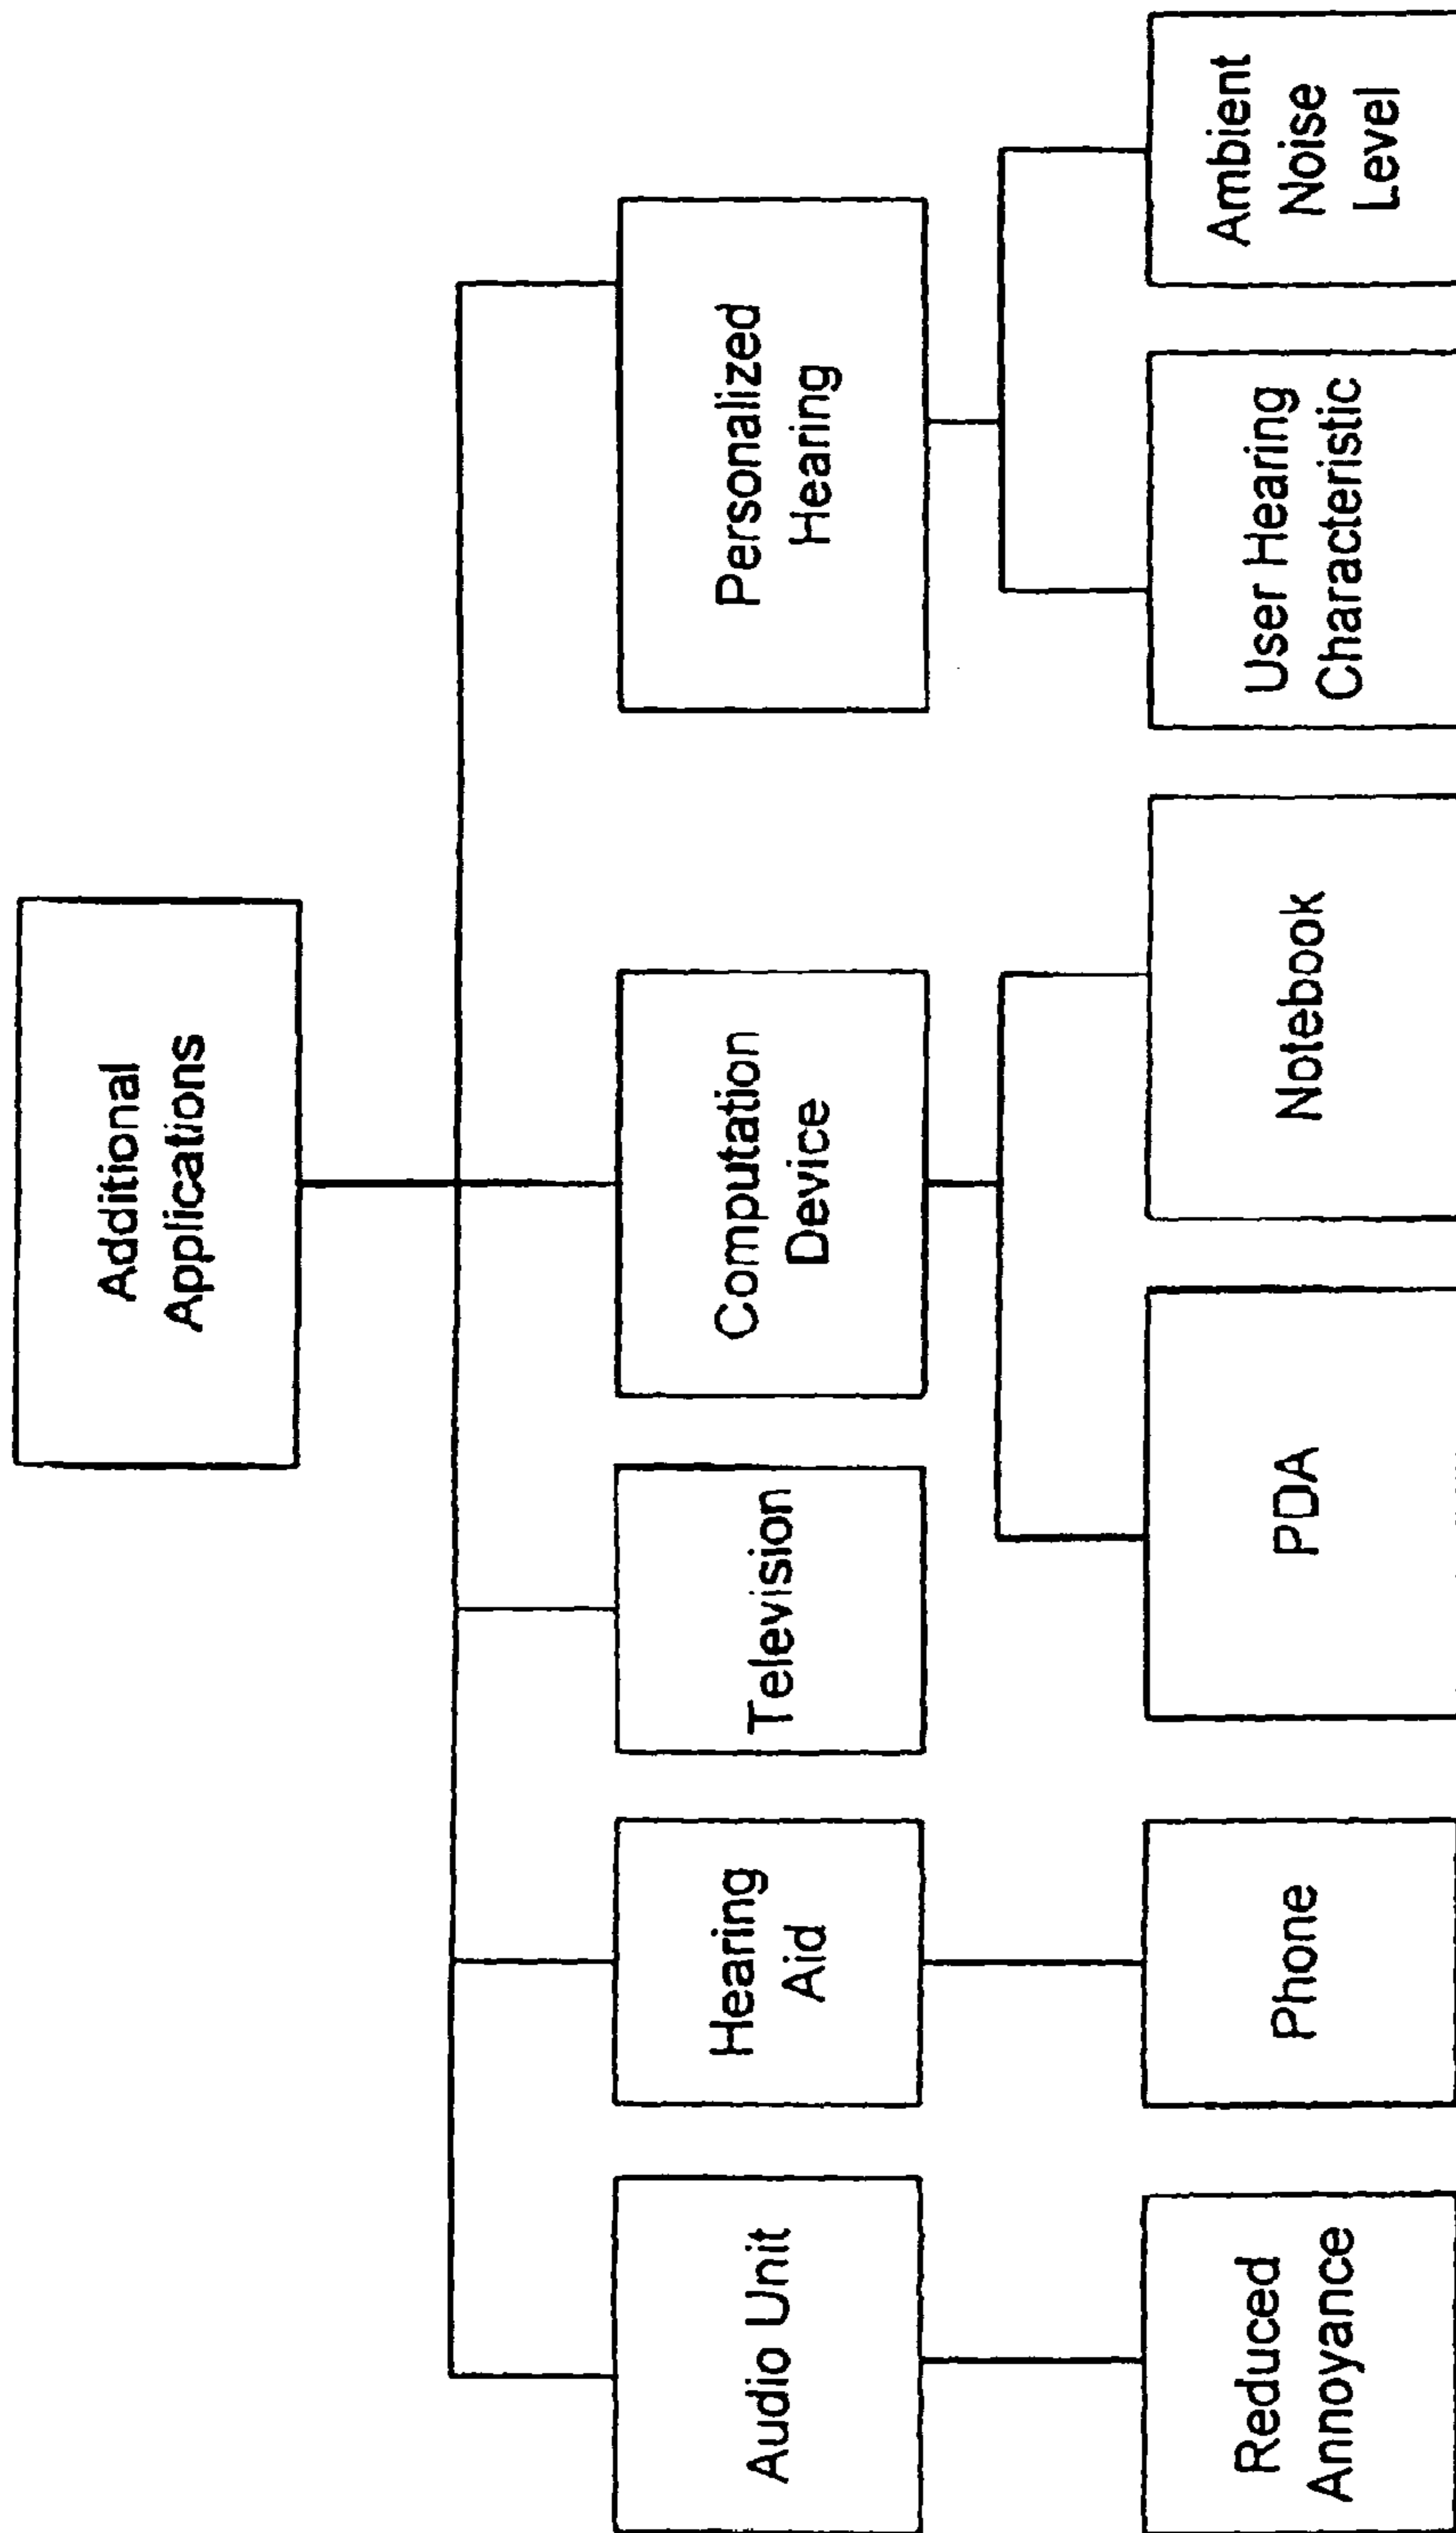 Additional
Applications
Audio Unit
Hearing
Aid
Television
Computation
Device
Personalized
Hearing
Reduced
Annoyance
Phone
PDA
Notebook
User Hearing
Characteristic
Ambient
Noise
Level